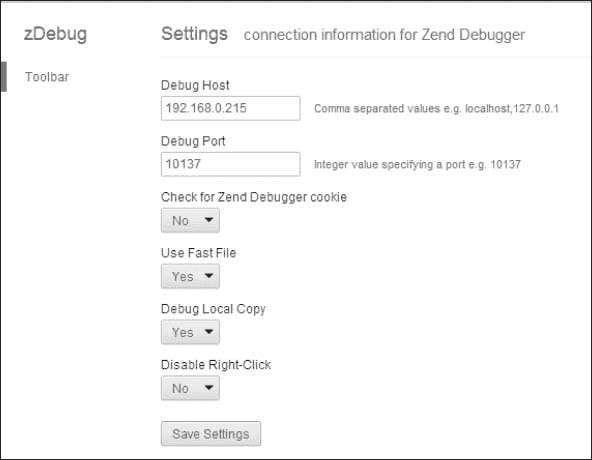 zDebug
Settings connection information for Zend Debugger
Toolbar
Debug Host
192.168.0.215 Comma separated values e.g. localhost,127.0.0.1
Debug Port
10137 Integer value specifying a port e.g. 10137
Check for Zend Debugger cookie
No
Use Fast File
Yes
Debug Local Copy
Yes
Disable Right-Click
No
Save Settings